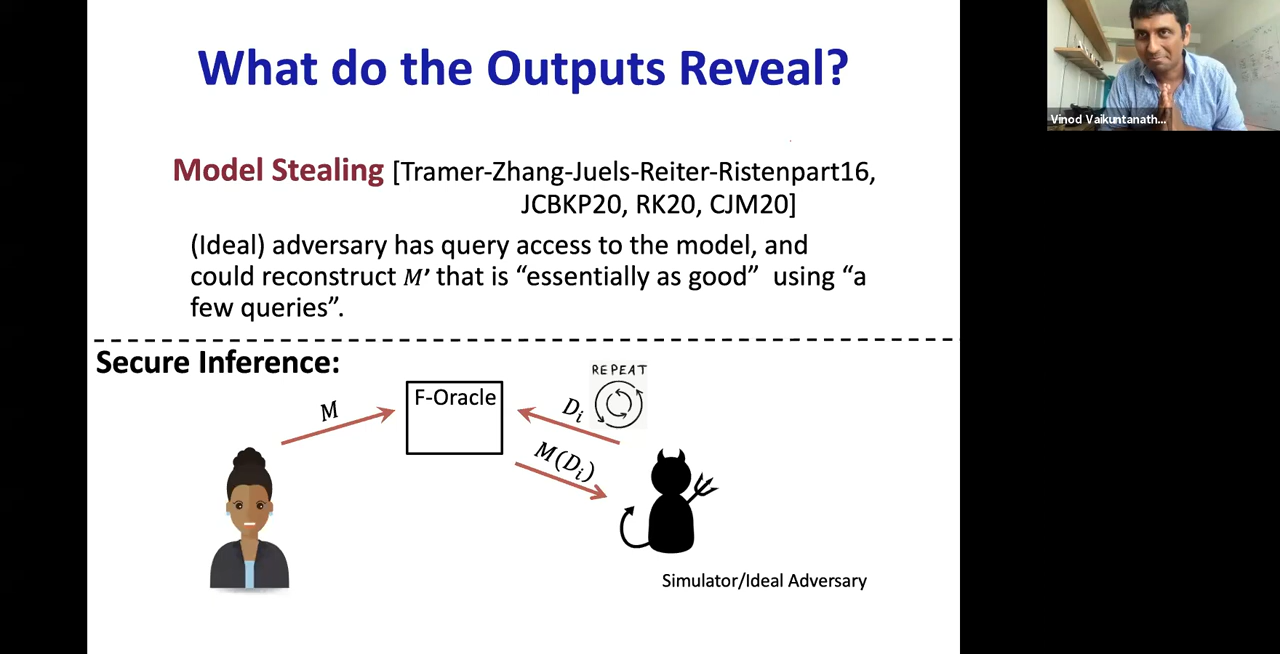 What do the Outputs Reveal?
Vinod Vaikuntanath...
Model Stealing [Tramer-Zhang-Juels-Reiter-Ristenpart16,
JCBKP20, RK20, CJM20]
(Ideal) adversary has query access to the model, and
could reconstruct M' that is “essentially as good” using “a
few queries”.
Secure Inference:
REPEAT
M
F-Oracle
Di
M(Di)
Simulator/Ideal Adversary